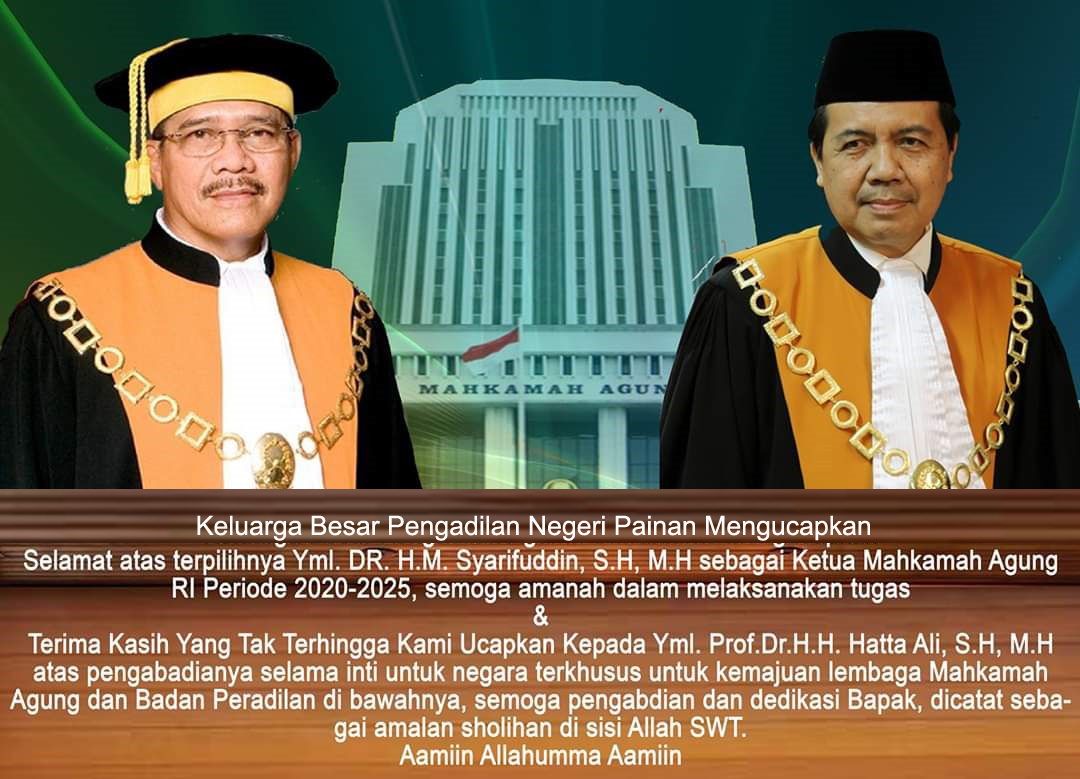 MAHKAMAH AGUN
Keluarga Besar Pengadilan Negeri Painan Mengucapkan
Selamat atas terpilihnya Yml. DR. H.M. Syarifuddin, S.H, M.H sebagai Ketua Mahkamah Agung
RI Periode 2020-2025, semoga amanah dalam melaksanakan tugas
&
Terima Kasih Yang Tak Terhingga Kami Ucapkan Kepada Yml. Prof.Dr.H.H. Hatta Ali, S.H, M.H
atas pengabadianya selama inti untuk negara terkhusus untuk kemajuan lembaga Mahkamah
Agung dan Badan Peradilan di bawahnya, semoga pengabdian dan dedikasi Bapak, dicatat seba-
gai amalan sholihan di sisi Allah SWT.
Aamiin Allahumma Aamiin